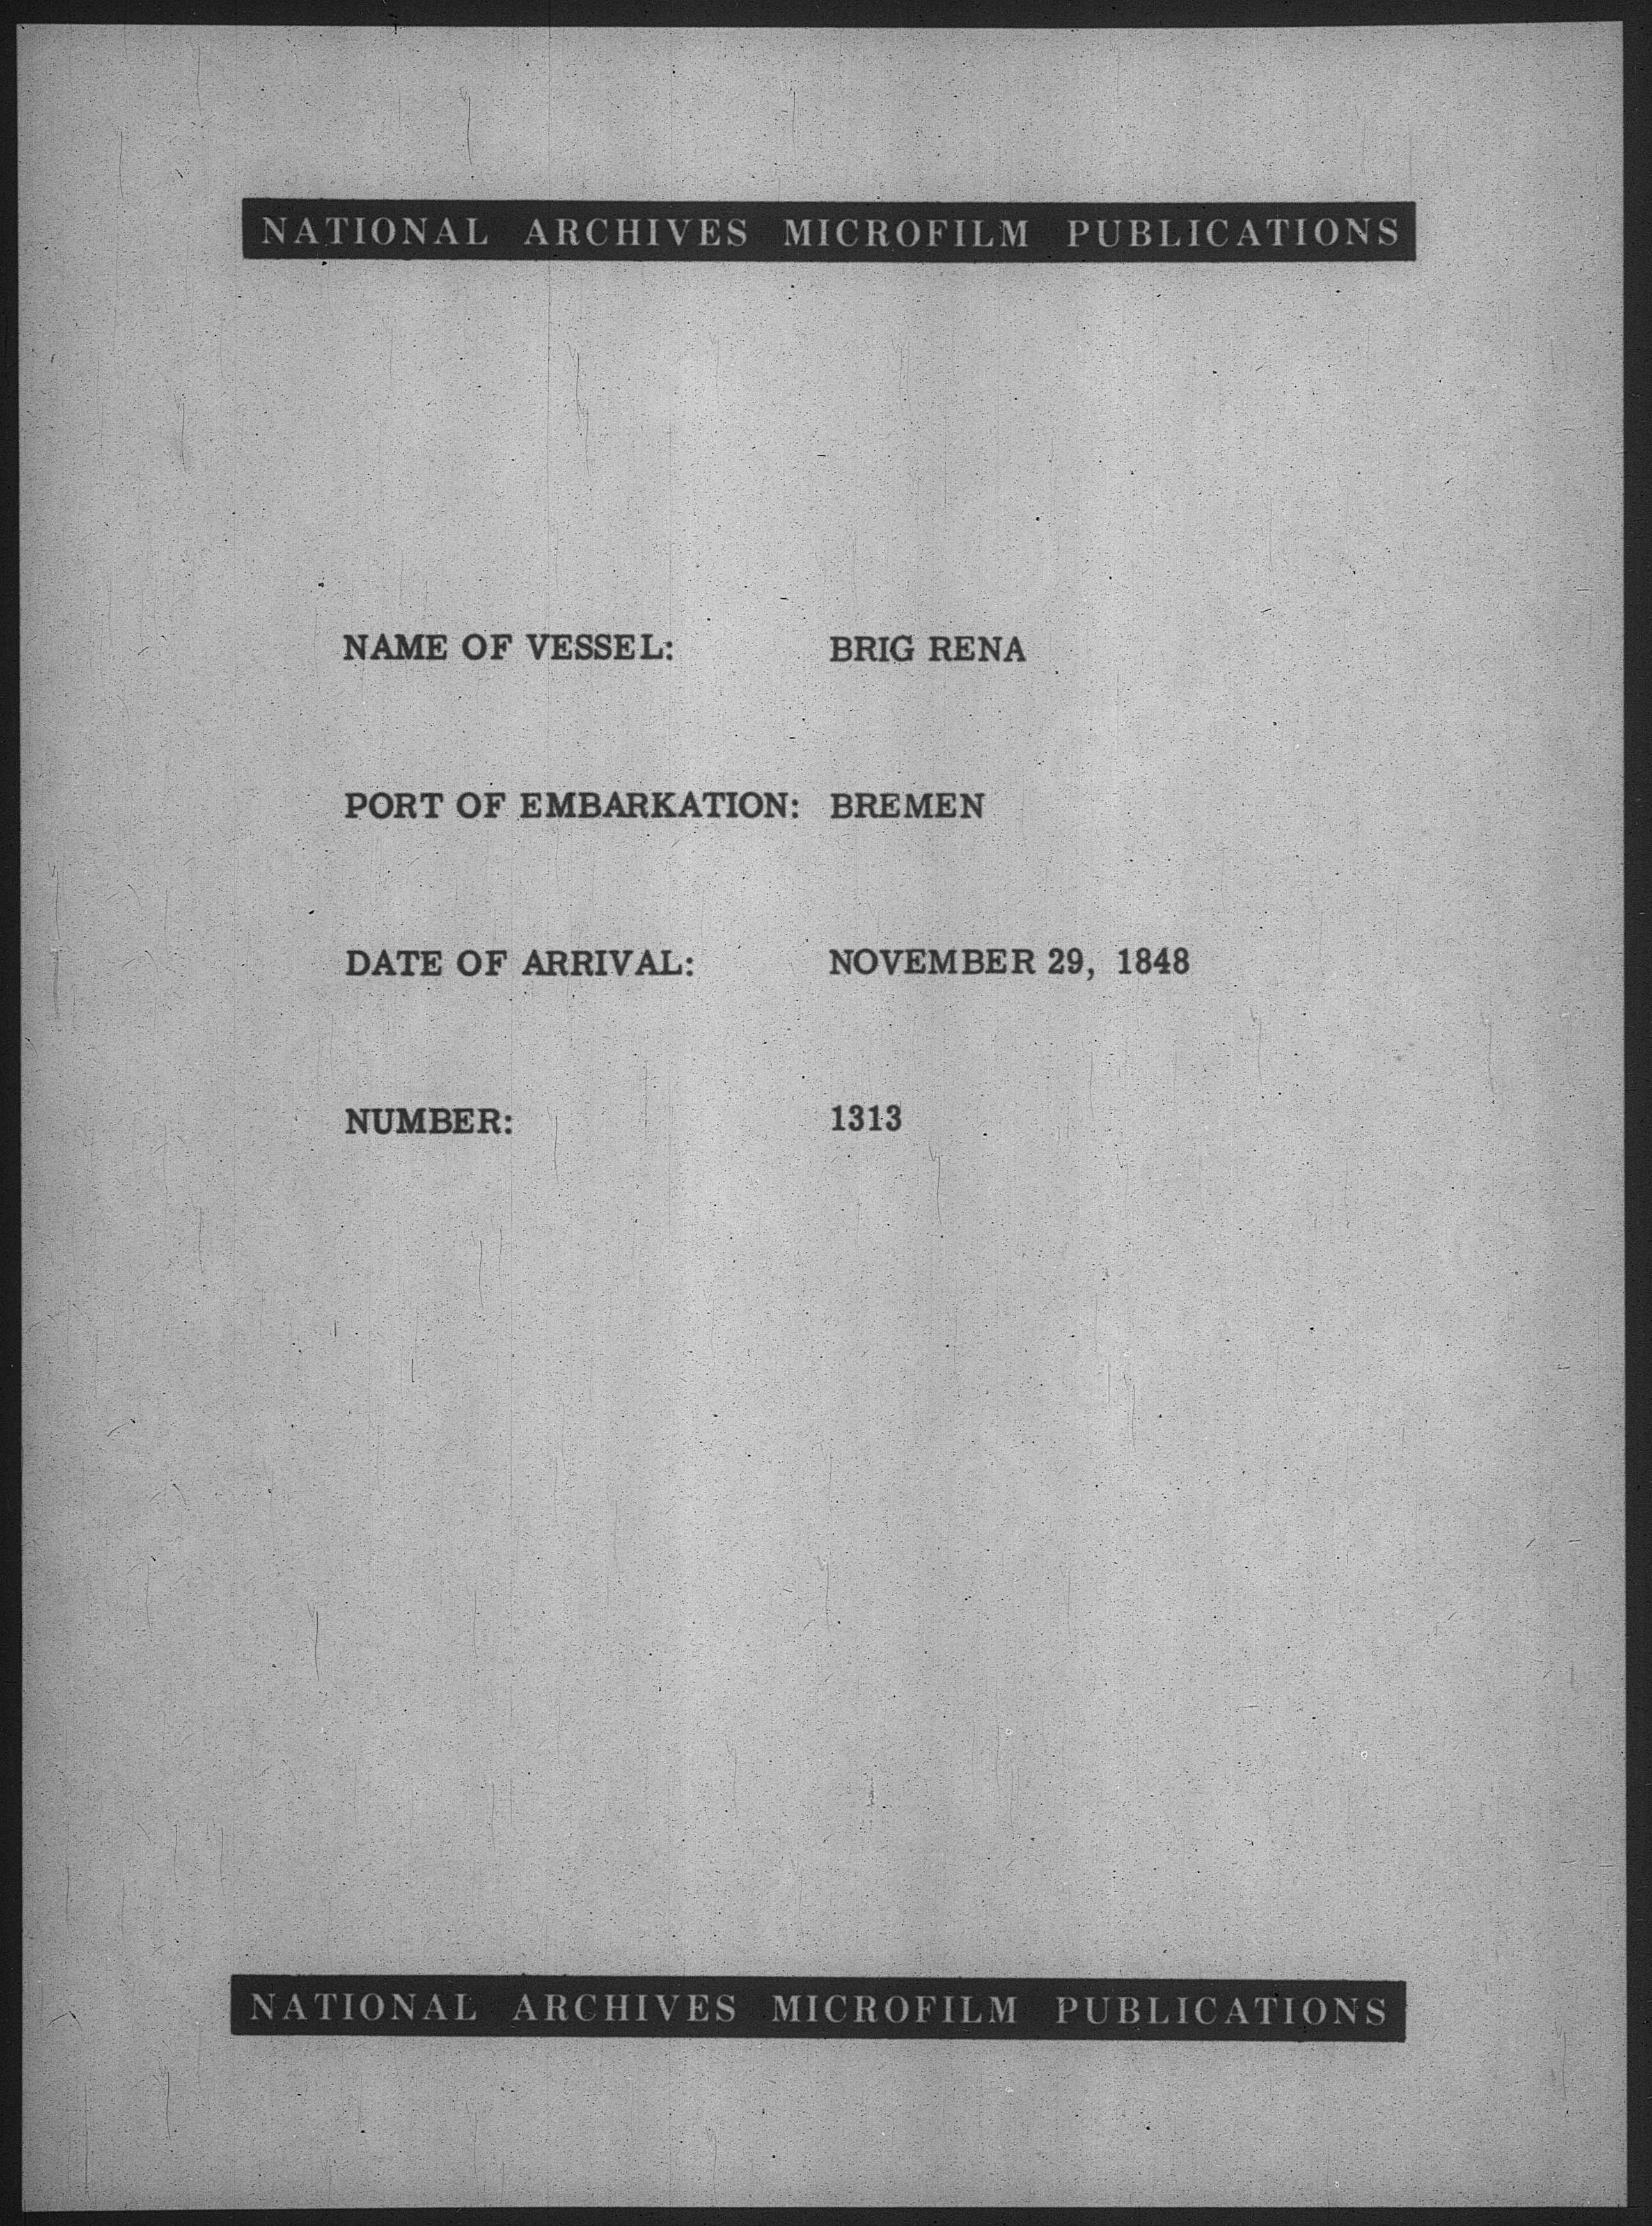 NATIONAL ARCHIVES MICROFILM PUBLICATIONS
NAME OF VESSEL: BRIG RENA
PORT OF EMBARKATION: BREMEN
DATE OF ARRIVAL: NOVEMBER 29, 1848
NUMBER: 1313
NATIONAL ARCHIVES MICROFILM PUBLICATIONS